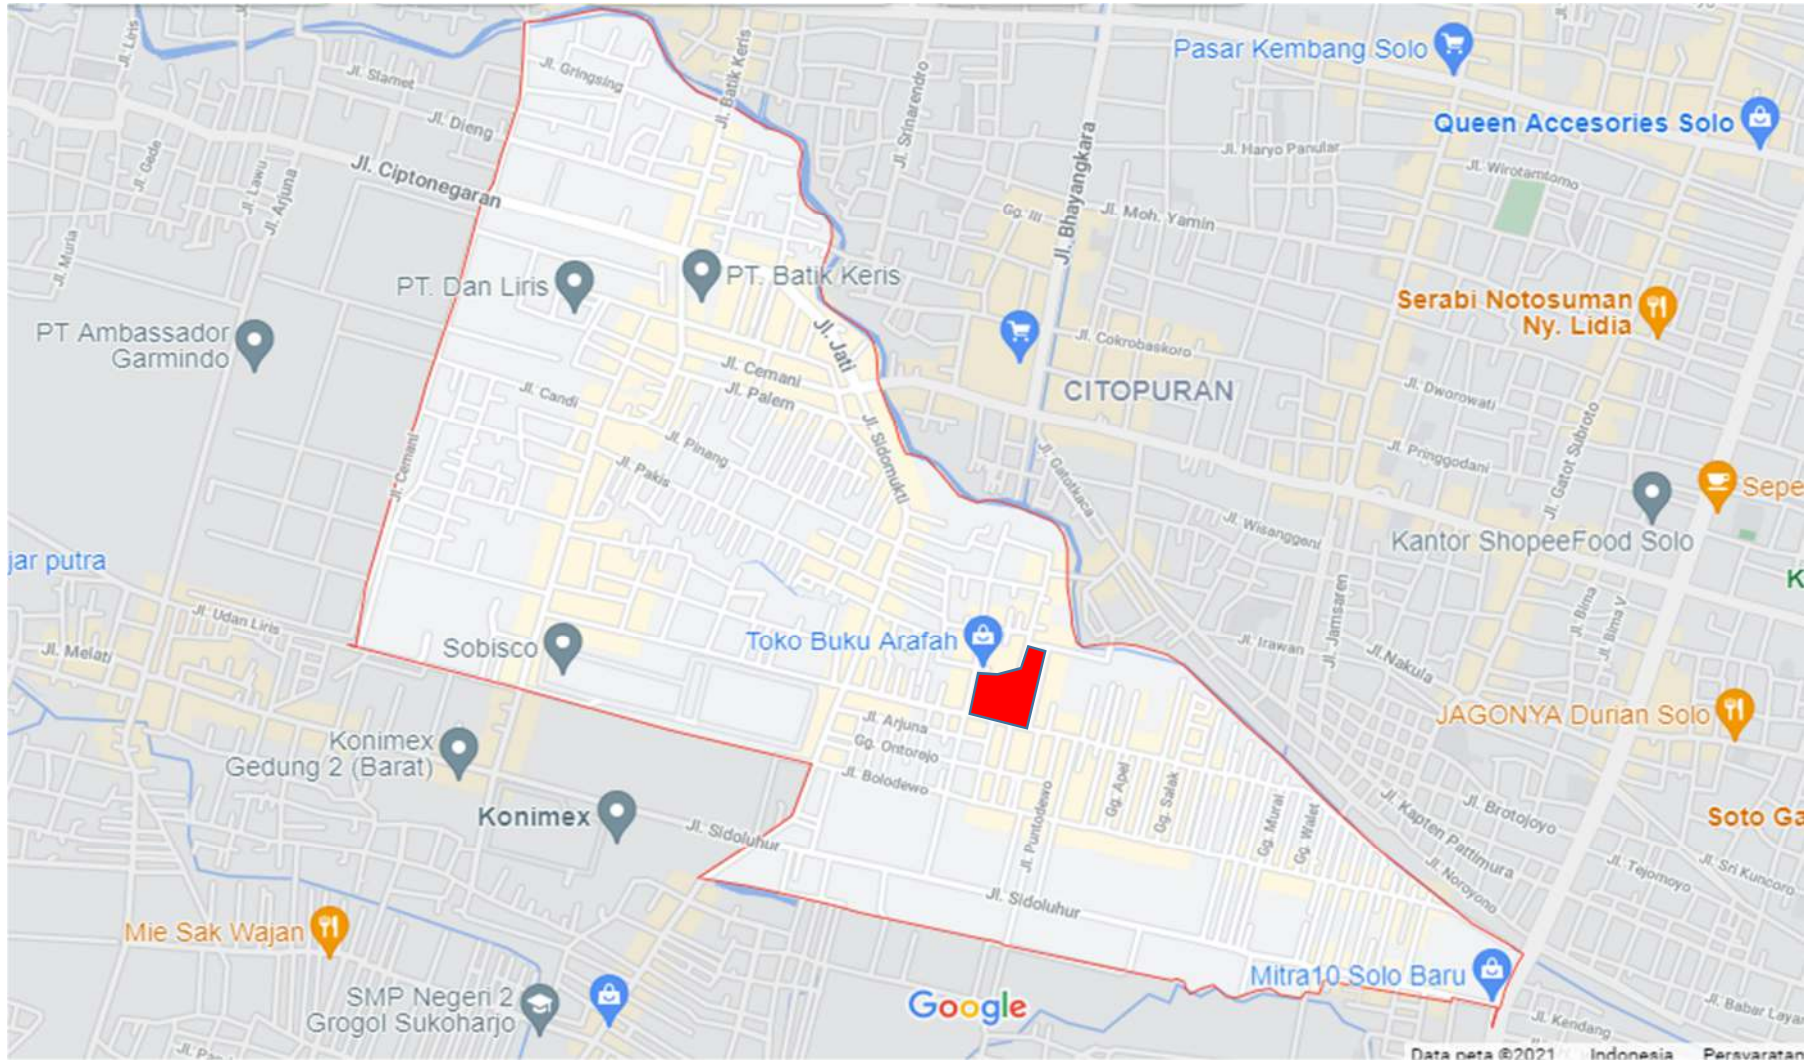 Jl. Liris
Jl. Slamet
Jl. Gringsing
Jl. Batik Keris
Pasar Kembang Solo
Jl. Dieng
Jl. Srinarendro
Queen Accesories Solo
Jl. Gede
Jl. Lawu
Jl. Arjuna
Jl. Ciptonegaran
Jl. Bhayangkara
Jl. Haryo Panular
Jl. Wirotamtomo
Gg. III
Jl. Moh. Yamin
Jl. Muria
PT. Dan Liris
PT. Batik Keris
PT Ambassador
Garmindo
Jl. Jati
Serabi Notosuman
Ny. Lidia
Jl. Cokrobaskoro
Jl. Cemani
Jl. Palem
Jl. Candi
CITOPURAN
Jl. Dworowati
Jl. Gatot Subroto
Jl. Pinang
Jl. Pakis
Jl. Sidomukti
Jl. Cemani
Jl. Gatotkaca
Jl. Pringgodani
Sepe
Jl. Wisanggeni
Kantor ShopeeFood Solo
jar putra
K
Jl. Udan Liris
Jl. Melati
Sobisco
Toko Buku Arafah
Jl. Irawan
Jl. Jamsaren
Jl. Nakula
Jl. Bima
Jl. Bima V
Jl. Arjuna
Gg. Ontorejo
Jl. Bolodewo
JAGONYA Durian Solo
Konimex
Gedung 2 (Barat)
Konimex
Jl. Sidoluhur
Jl. Puntodewo
Gg. Apel
Gg. Salak
Gg. Murai
Gg. Walet
Jl. Kapten Pattimura
Jl. Brotojoyo
Soto Ga
Jl. Noroyono
Jl. Tejomoyo
Jl. Sri Kuncoro
Jl. Sidoluhur
Mie Sak Wajan
Mitra10 Solo Baru
SMP Negeri 2
Grogol Sukoharjo
Google
Jl. Kendang
Jl. Babar Layar
Data peta ©2021 Indonesia Persyaratan